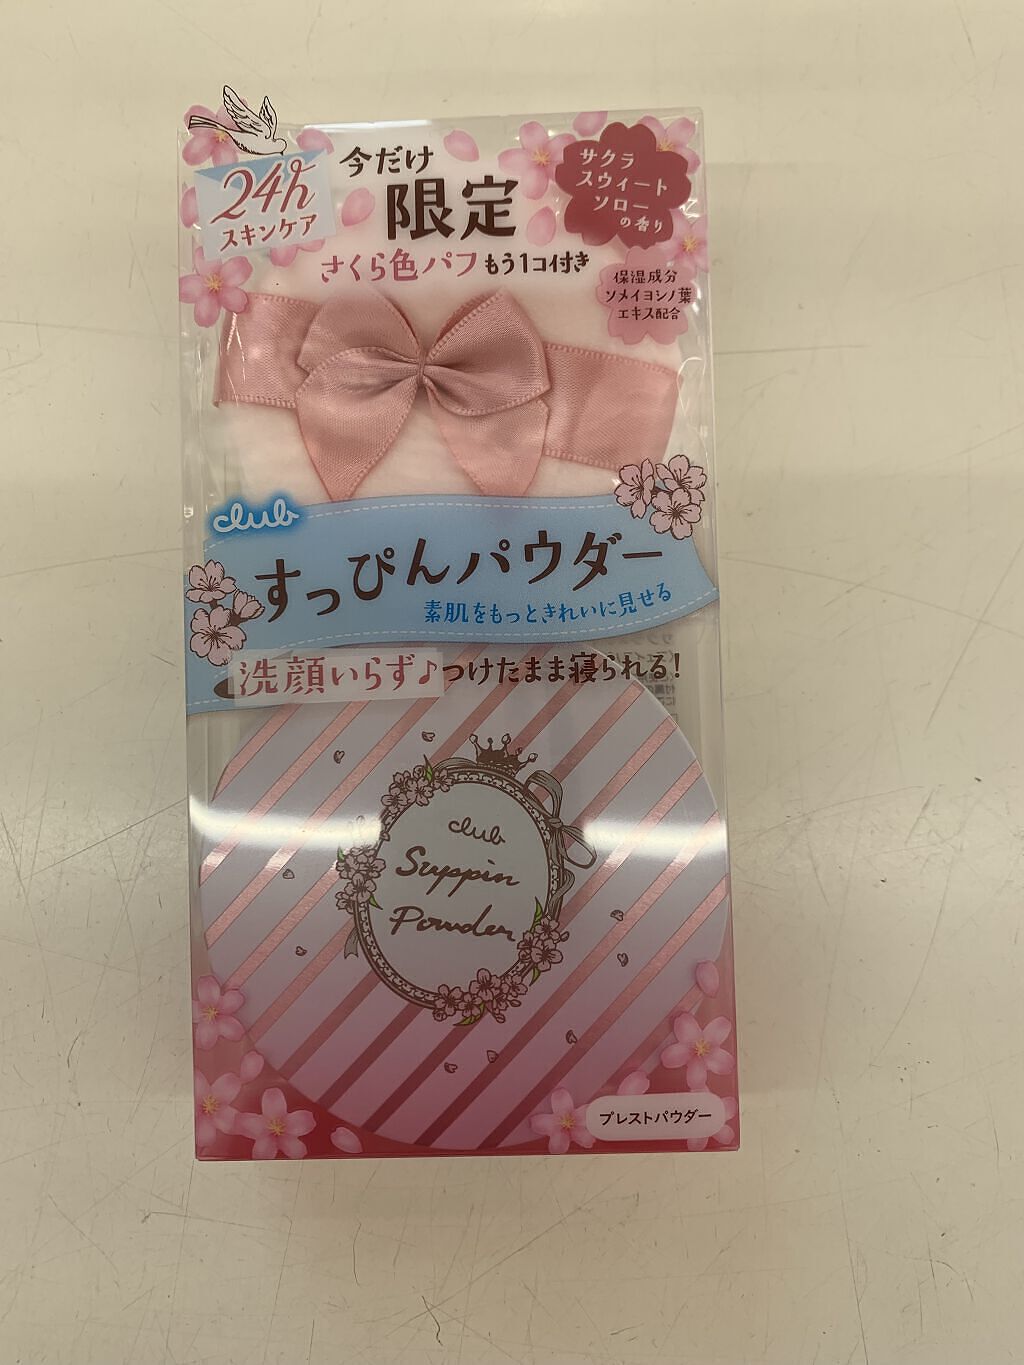 24h
スキンケア
今だけ
限定
さくら色パフもう1コ付き
サクラ
スウィート
ソロー
の香り
保湿成分
ソメイヨシノ葉
エキス配合
club
すっぴんパウダー
素肌をもっときれいに見せる
洗顔いらず♪つけたまま寝られる!
club
Suppin
Powder
プレストパウダー